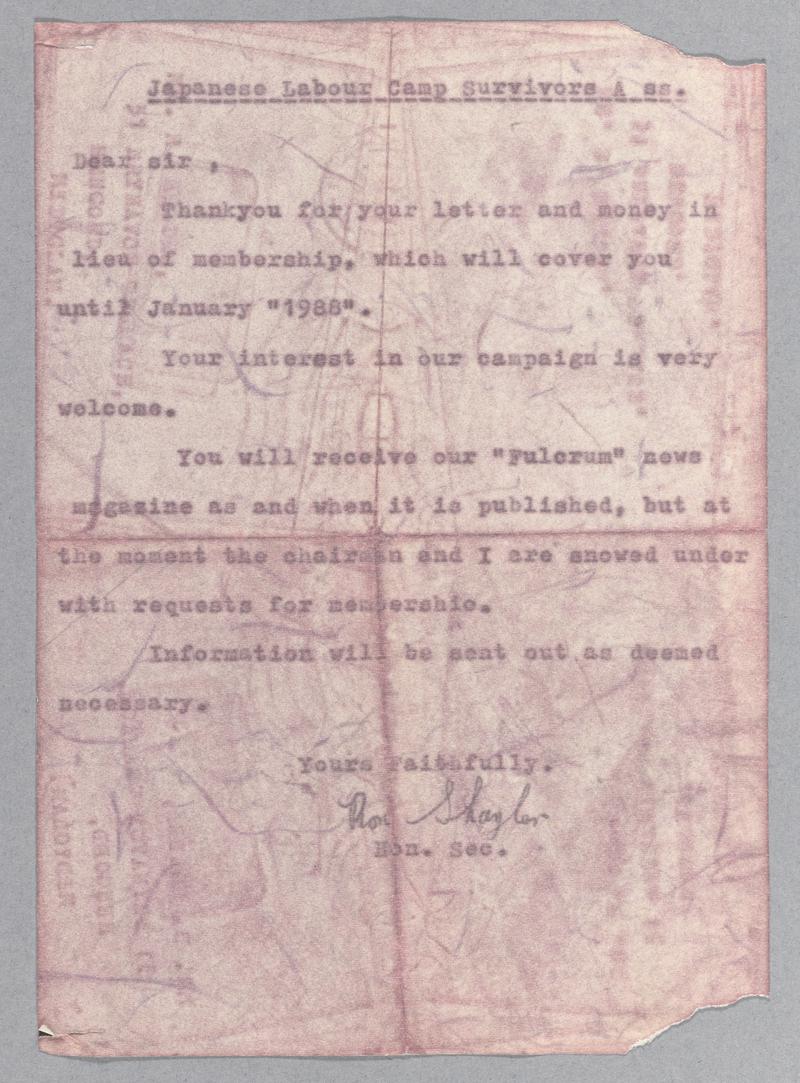 Japanese Labour Camp Survivors A ss.
Dear sir ,
Thankyou for your letter and money in
lieu of membership, which will cover you
until January "1988".
Your interest in our campaign is very
welcome.
You will receive our "Fulcrum" news
magazine as and when it is published, but at
the moment the chairman and I are snowed under
with requests for membership.
Information will be sent out as deemed
necessary.
Yours Faithfully.
Ron Shayler
Hon. Sec.